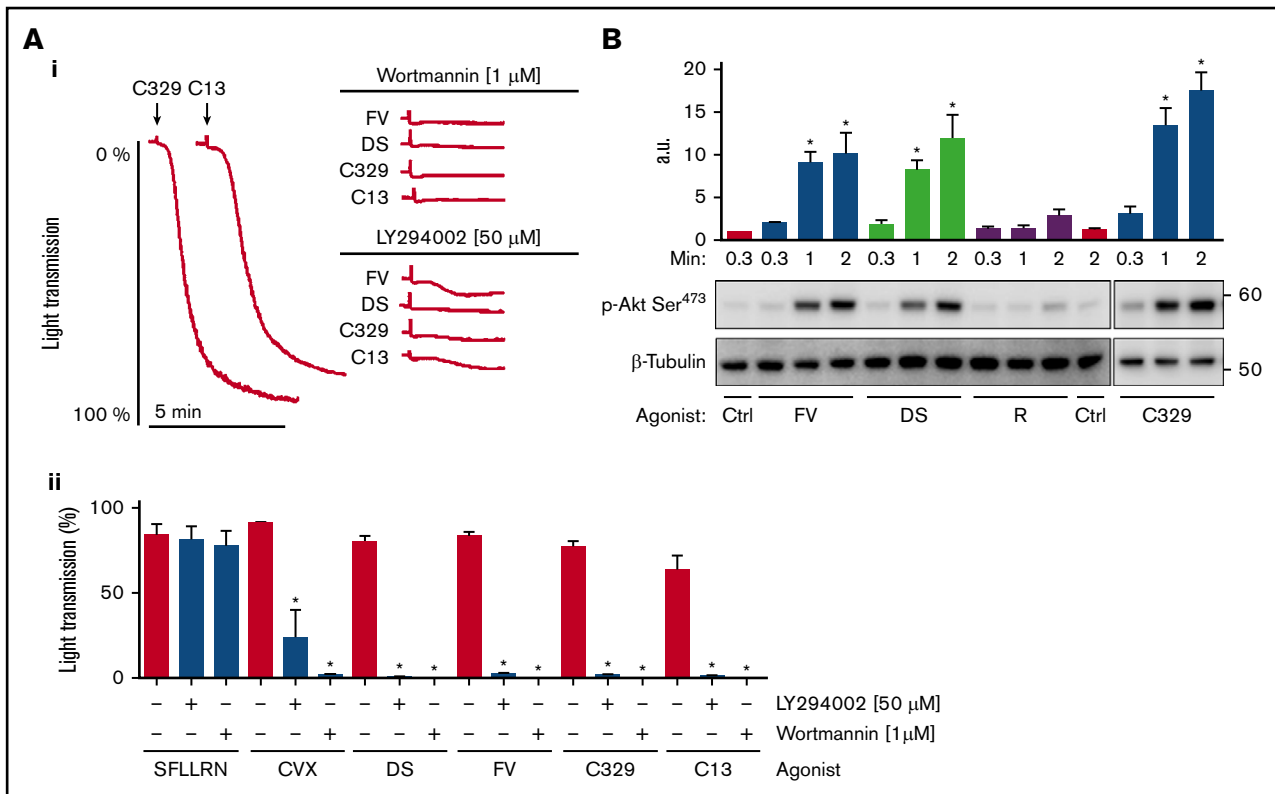 A
i
C329 C13
0 %
100 %
Light transmission
5 min
Wortmannin [1 μM]
FV
DS
C329
C13
LY294002 [50 μM]
FV
DS
C329
C13
B
20
15
10
5
0
a.u.
* * * * * *
Min: 0.3 0.3 1 2 0.3 1 2 0.3 1 2 2 0.3 1 2
p-Akt Ser⁴⁷³
60
β-Tubulin
50
Agonist: Ctrl FV DS R Ctrl C329
ii
100
50
0
Light transmission (%)
* * * * * * * * * *
– + – – + – – + – – + – – + – – + – LY294002 [50 μM]
– – + – – + – – + – – + – – + – – + Wortmannin [1μM]
SFLLRN CVX DS FV C329 C13 Agonist